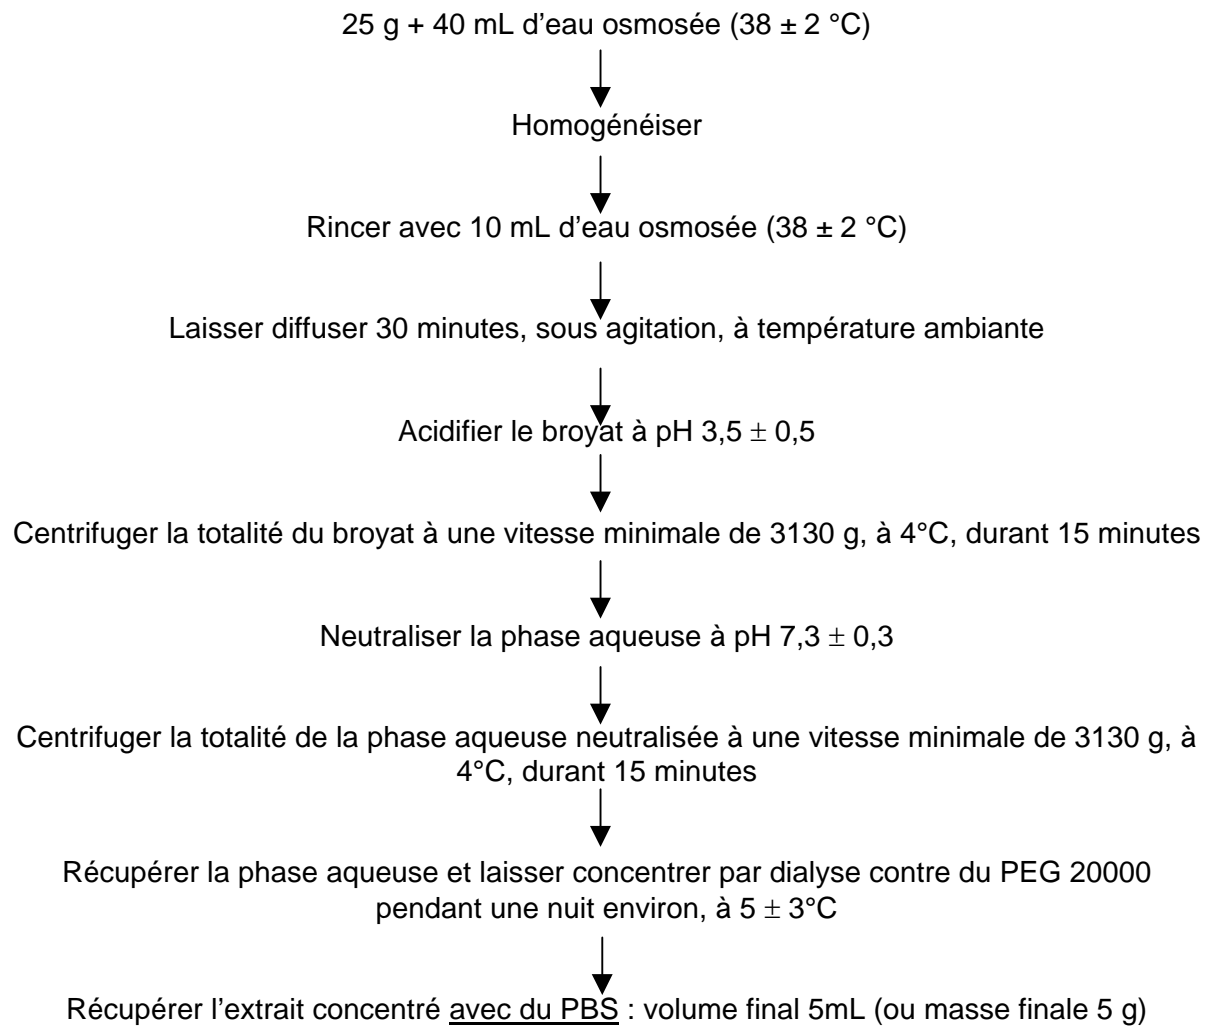 25 g + 40 mL d’eau osmosée (38 ± 2 °C)
Homogénéiser
Rincer avec 10 mL d’eau osmosée (38 ± 2 °C)
Laisser diffuser 30 minutes, sous agitation, à température ambiante
Acidifier le broyat à pH 3,5 ± 0,5
Centrifuger la totalité du broyat à une vitesse minimale de 3130 g, à 4°C, durant 15 minutes
Neutraliser la phase aqueuse à pH 7,3 ± 0,3
Centrifuger la totalité de la phase aqueuse neutralisée à une vitesse minimale de 3130 g, à
4°C, durant 15 minutes
Récupérer la phase aqueuse et laisser concentrer par dialyse contre du PEG 20000
pendant une nuit environ, à 5 ± 3°C
Récupérer l’extrait concentré avec du PBS : volume final 5mL (ou masse finale 5 g)